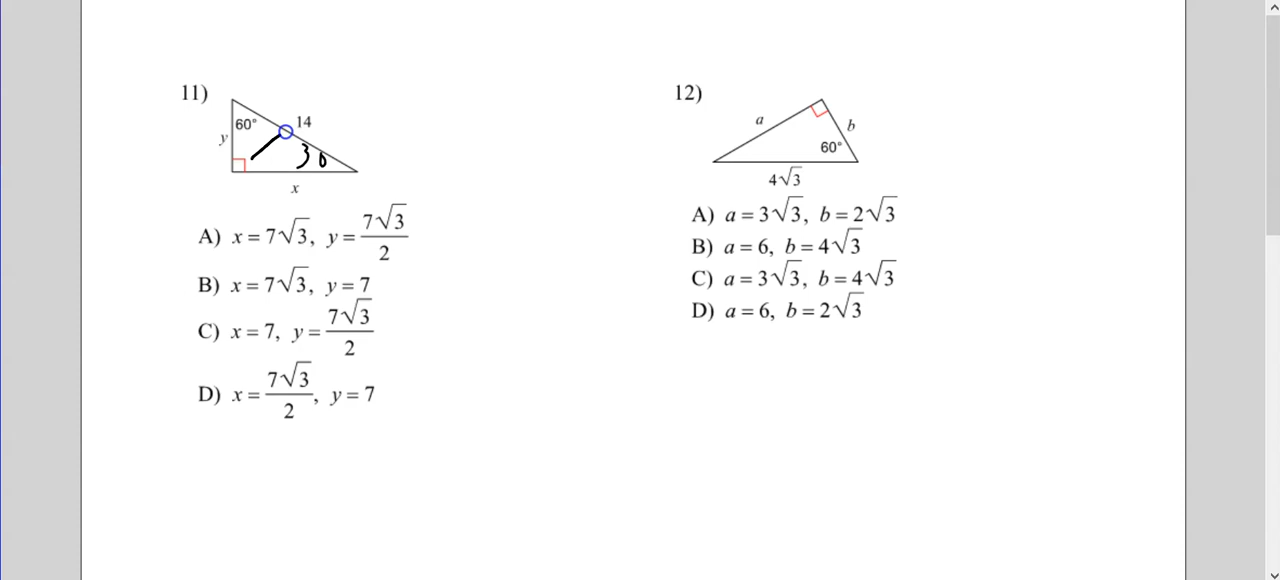 11)
60°
14
y
30
x
A) x = 7√3, y = 7√3/2
B) x = 7√3, y = 7
C) x = 7, y = 7√3/2
D) x = 7√3/2, y = 7
12)
a
b
60°
4√3
A) a = 3√3, b = 2√3
B) a = 6, b = 4√3
C) a = 3√3, b = 4√3
D) a = 6, b = 2√3